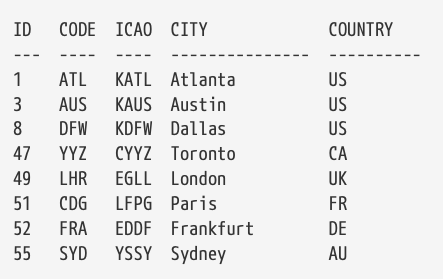 ID   CODE  ICAO  CITY             COUNTRY
---  ----  ----  ---------------  ----------
1    ATL   KATL  Atlanta          US
3    AUS   KAUS  Austin           US
8    DFW   KDFW  Dallas           US
47   YYZ   CYYZ  Toronto          CA
49   LHR   EGLL  London           UK
51   CDG   LFPG  Paris            FR
52   FRA   EDDF  Frankfurt        DE
55   SYD   YSSY  Sydney           AU